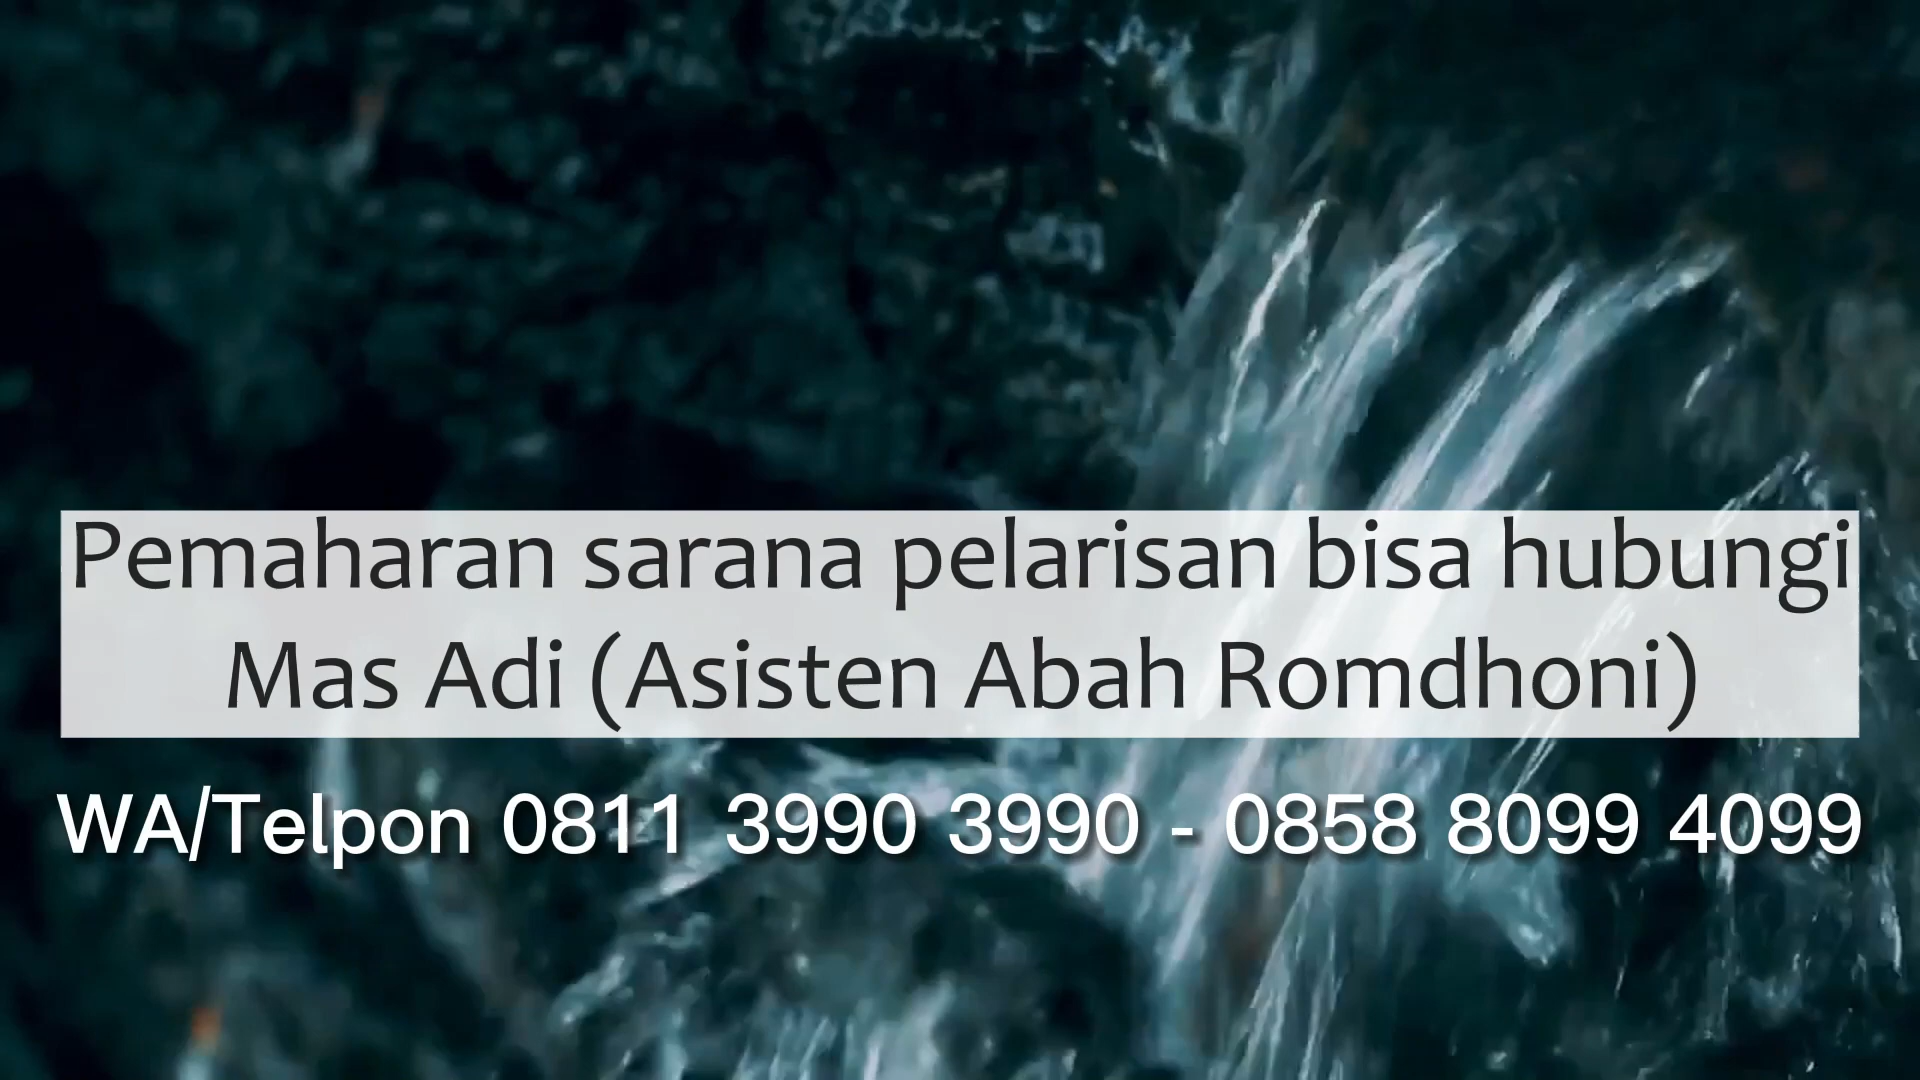 Pemaharan sarana pelarisan bisa hubungi
Mas Adi (Asisten Abah Romdhoni)
WA/Telpon 0811 3990 3990 - 0858 8099 4099